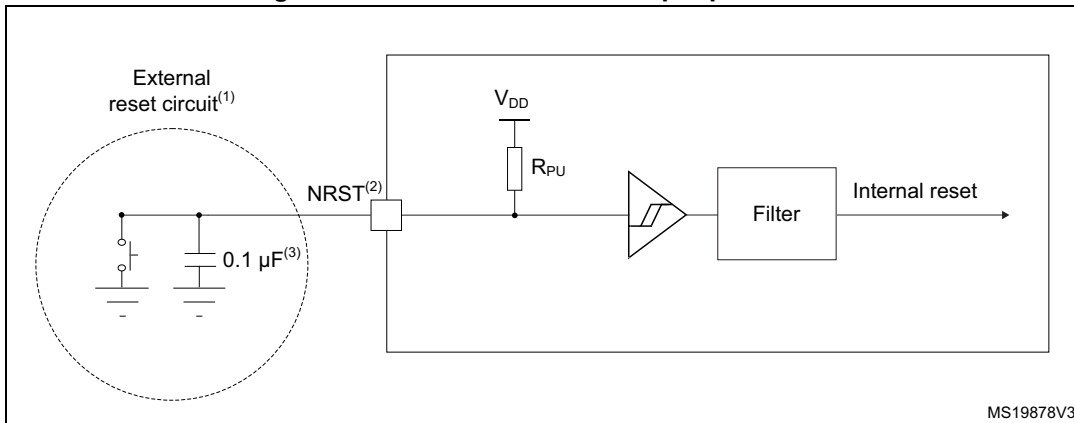 External
reset circuit(1)
VDD
RPU
NRST(2)
Filter
Internal reset
0.1 µF(3)
MS19878V3